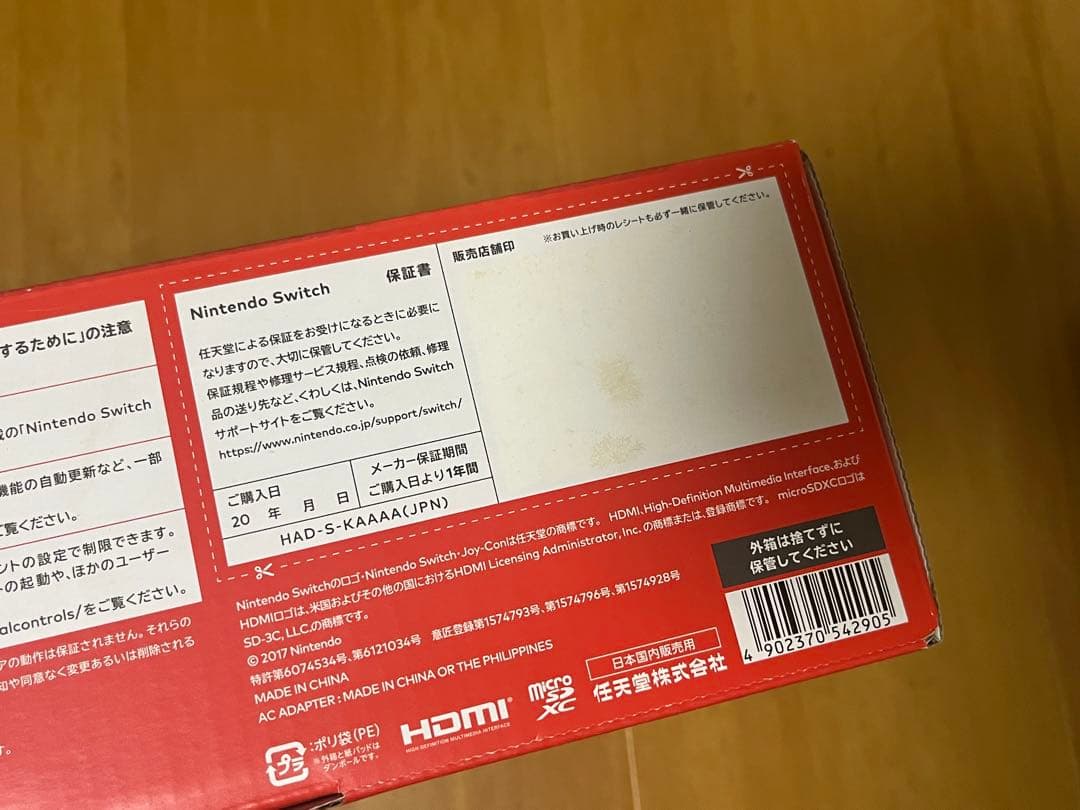 するために」の注意
の「Nintendo Switch
機能の自動更新など、一部
ご覧ください。
ントの設定で制限できます。
の起動や、ほかのユーザー
alcontrols/をご覧ください。
アの動作は保証されません。それらの
知や同意なく変更あるいは削除される
す。
Nintendo Switch 保証書
任天堂による保証をお受けになるときに必要に
なりますので、大切に保管してください。
保証規程や修理サービス規程、点検の依頼、修理
品の送り先など、くわしくは、Nintendo Switch
サポートサイトをご覧ください。
https://www.nintendo.co.jp/support/switch/
ご購入日
20 年 月 日
メーカー保証期間
ご購入日より1年間
HAD-S-KAAAA(JPN)
販売店舗印
※お買い上げ時のレシートも必ず一緒に保管してください。
Nintendo Switchのロゴ・Nintendo Switch・Joy-Conは任天堂の商標です。 HDMI、High-Definition Multimedia Interface、および
HDMIロゴは、米国およびその他の国におけるHDMI Licensing Administrator, Inc. の商標または、登録商標です。 microSDXCロゴは
SD-3C, LLC.の商標です。
© 2017 Nintendo
特許第6074534号、第6121034号 意匠登録第1574793号、第1574796号、第1574928号
MADE IN CHINA
AC ADAPTER : MADE IN CHINA OR THE PHILIPPINES
プラ
:ポリ袋(PE)
※外箱と紙パッドは
ダンボールです。
HDMI
HIGH DEFINITION MULTIMEDIA INTERFACE
micro
SD
XC
日本国内販売用
任天堂株式会社
外箱は捨てずに
保管してください
4 902370 542905